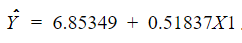 Ŷ = 6.85349 + 0.51837X1